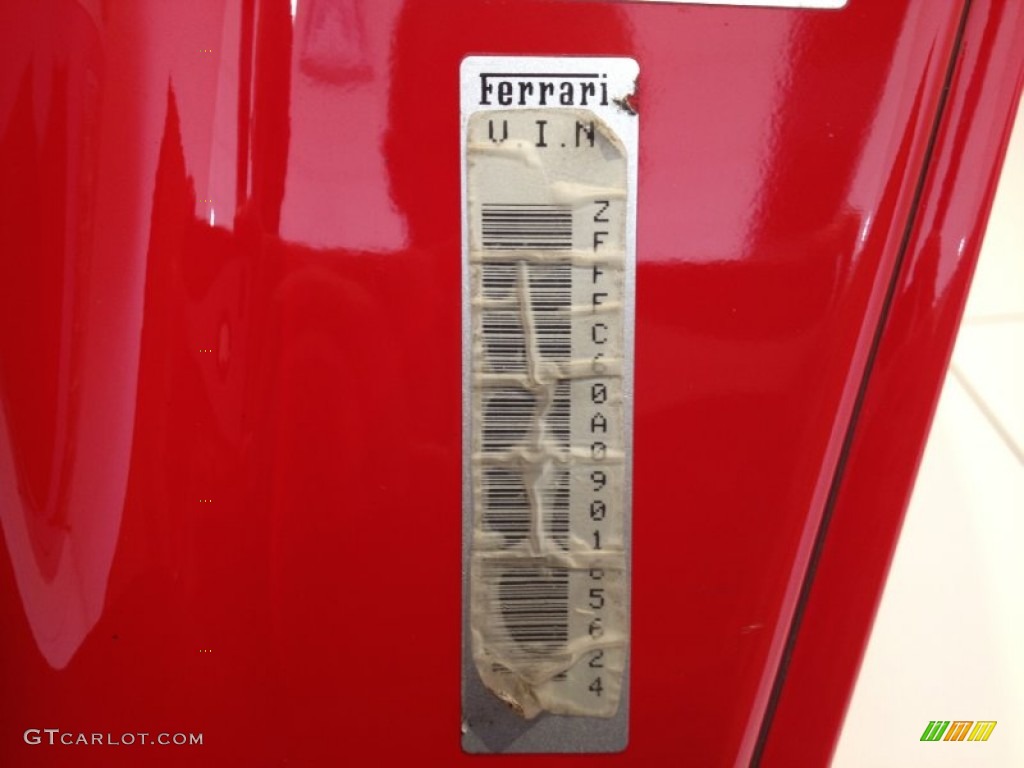 Ferrari
V.I.N
ZFFFC60A090165624
GTCARLOT.COM